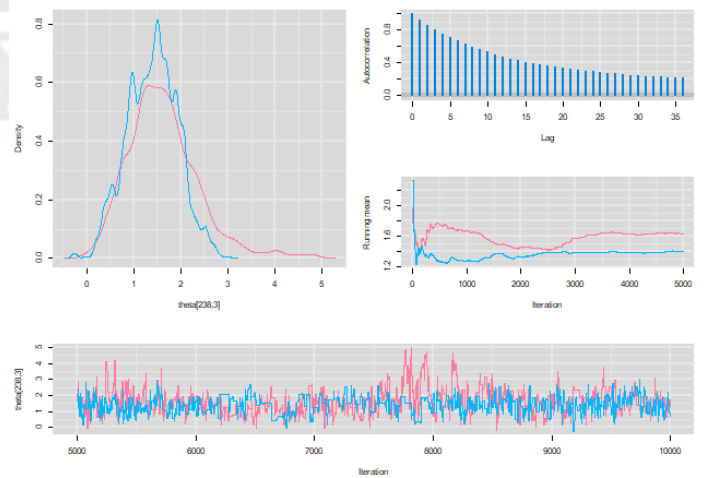 Density
0.0
0.2
0.4
0.6
0.8
0 1 2 3 4 5
theta[238,3]
Autocorrelation
0.0
0.4
0.8
0 5 10 15 20 25 30 35
Lag
Running mean
1.2
1.6
2.0
0 1000 2000 3000 4000 5000
Iteration
theta[238,3]
0
1
2
3
4
5
5000 6000 7000 8000 9000 10000
Iteration